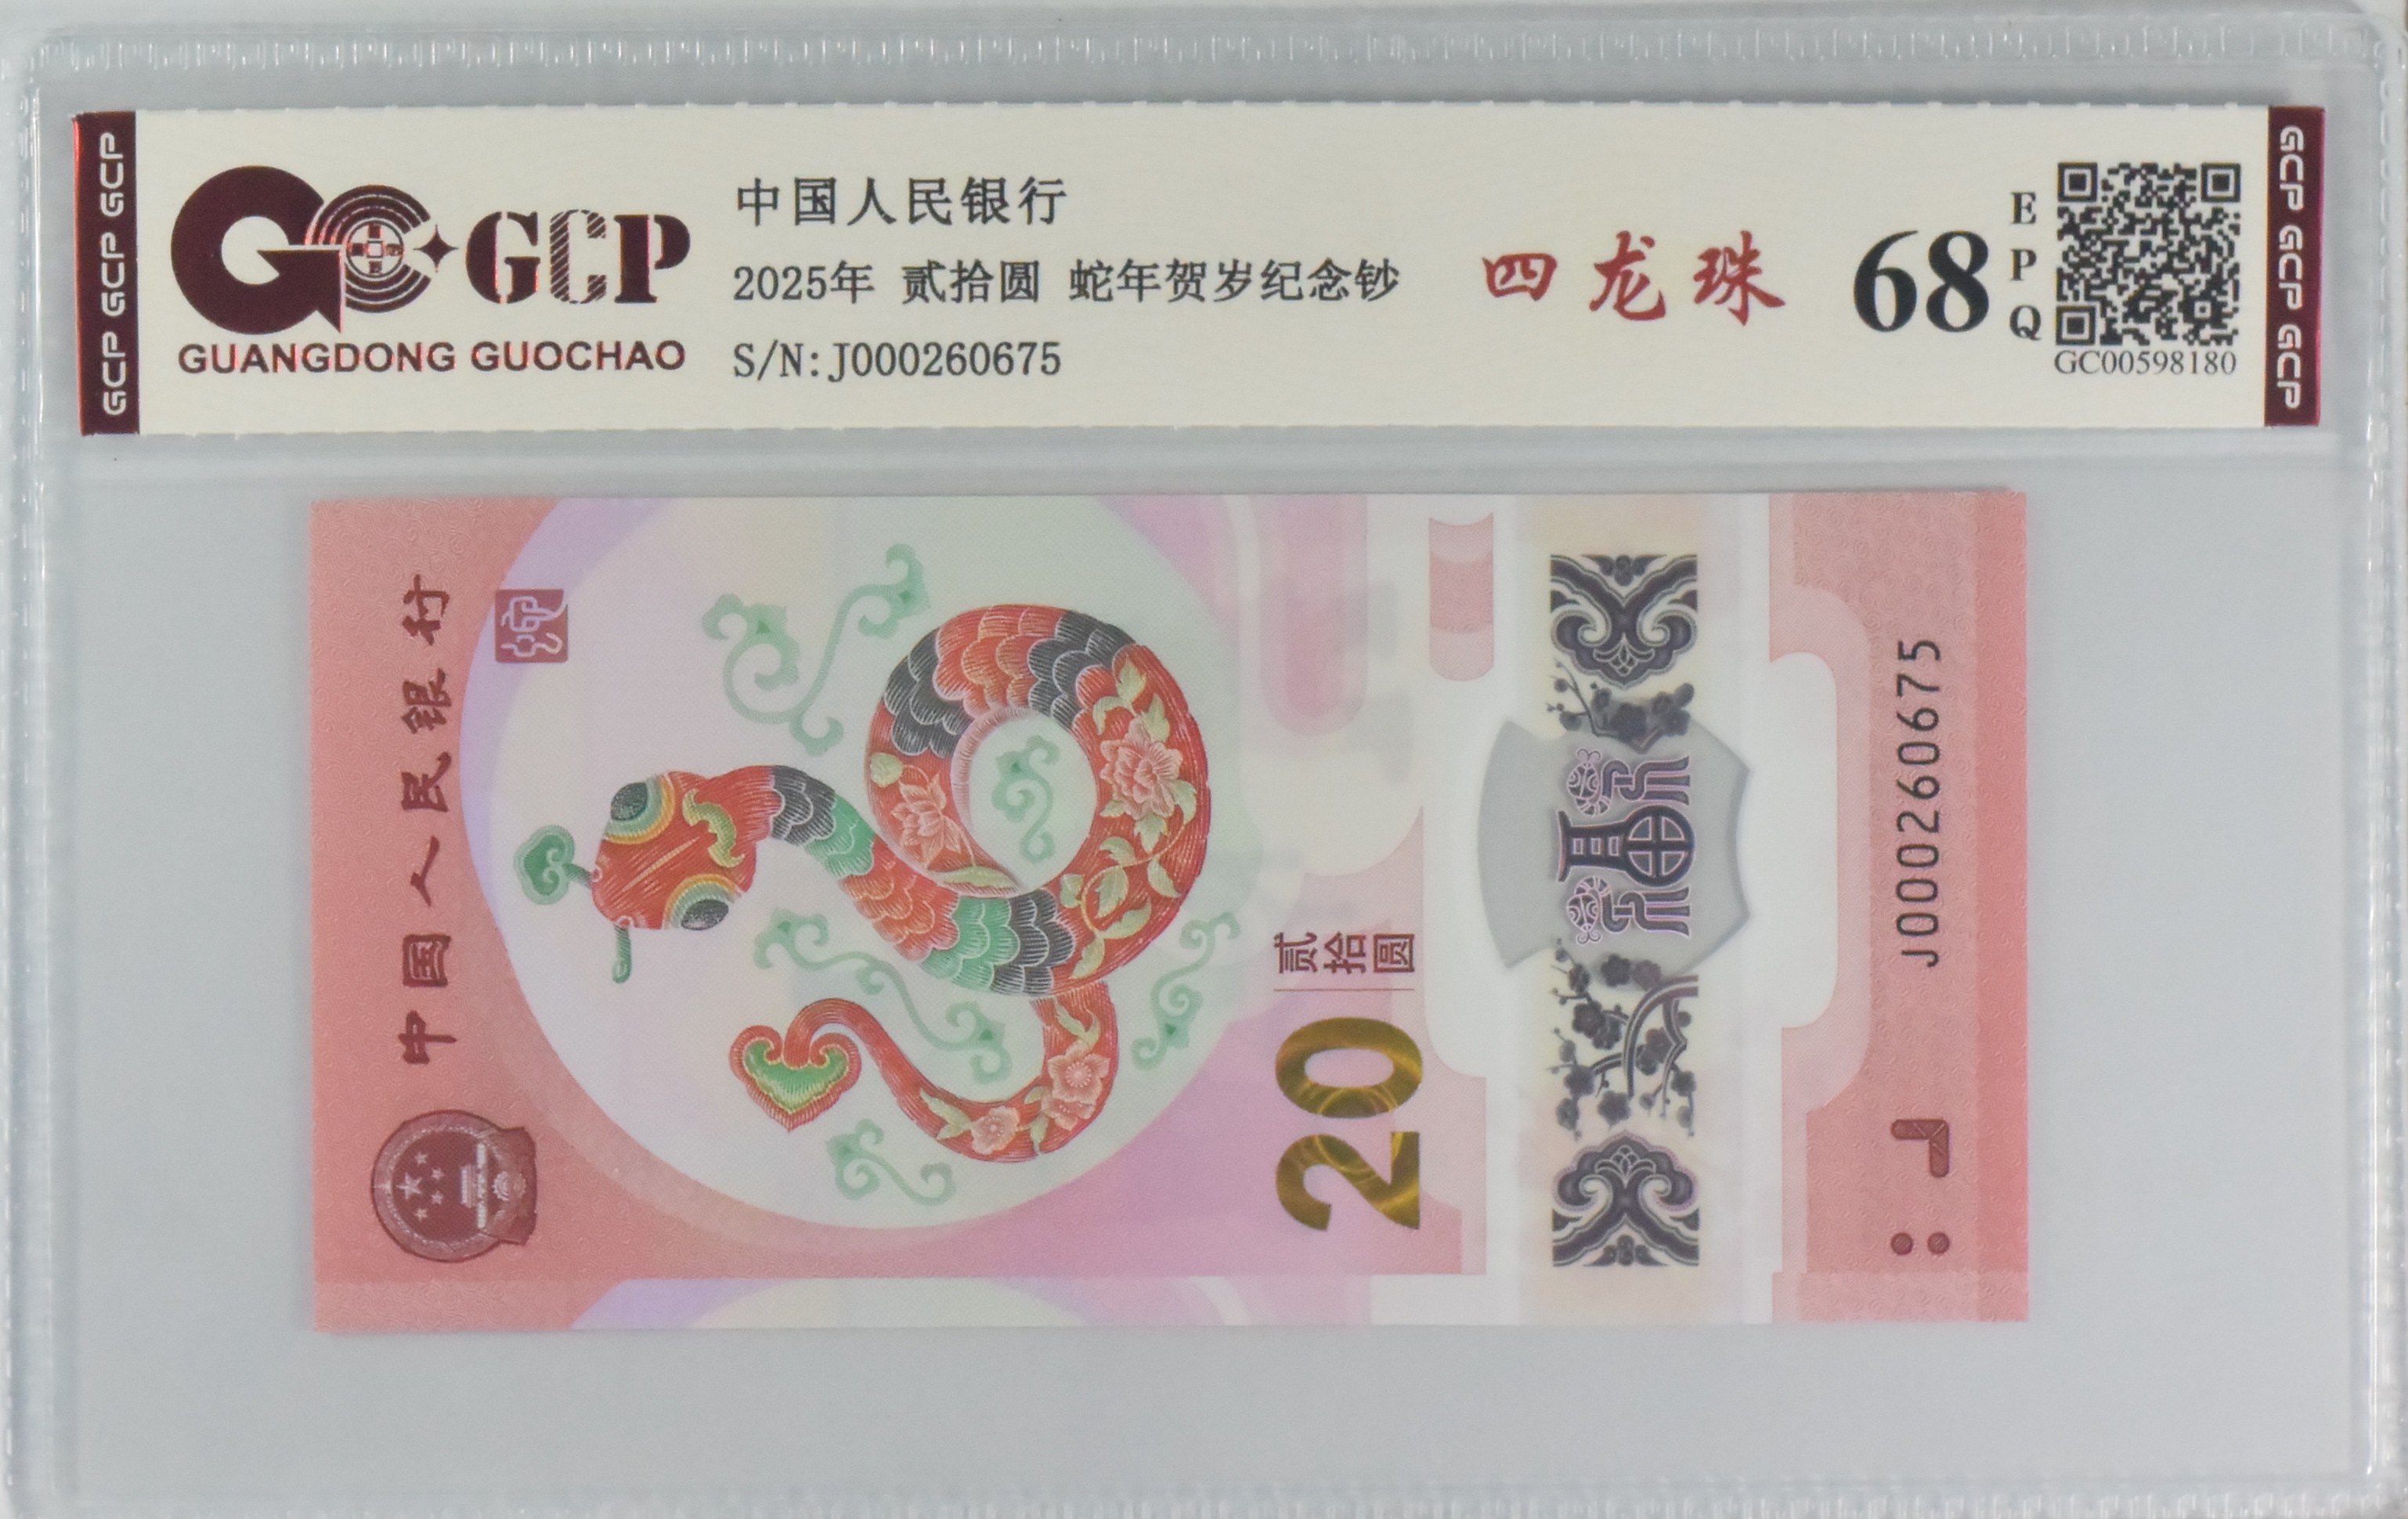 GCP GCP GCP
GCP
GUANGDONG GUOCHAO
中国人民银行
2025年 贰拾圆 蛇年贺岁纪念钞
S/N:J000260675
四龙珠
68
EPQ
GC00598180
GCP GCP GCP
中国人民银行
贰拾圆
20
J000260675